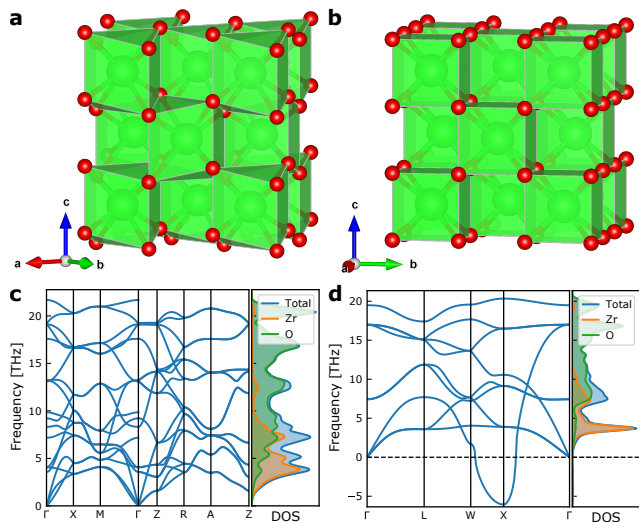 a
b
c
a
b
c
a
b
c
Frequency [THz]
20
15
10
5
0
Γ
X
M
Γ
Z
R
A
Z
Total
Zr
O
DOS
d
Frequency [THz]
20
15
10
5
0
−5
Γ
L
W
X
Γ
Total
Zr
O
DOS